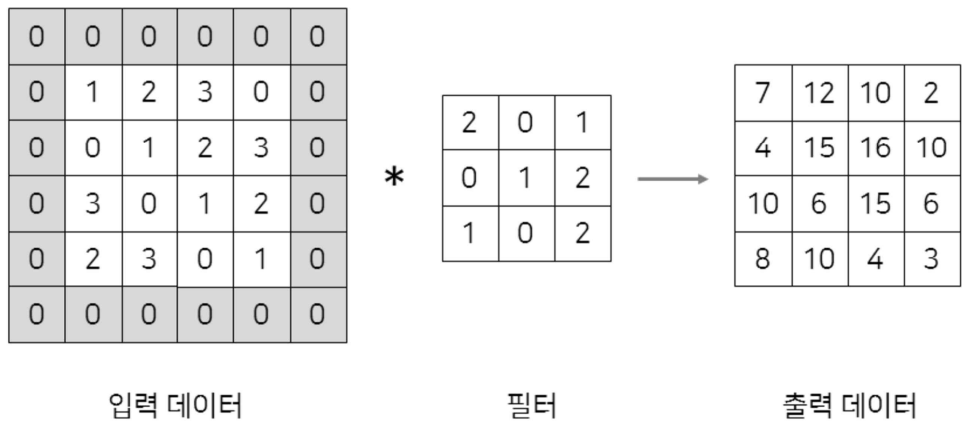 0 0 0 0 0 0
0 1 2 3 0 0
0 0 1 2 3 0
0 3 0 1 2 0
0 2 3 0 1 0
0 0 0 0 0 0
*
2 0 1
0 1 2
1 0 2
7 12 10 2
4 15 16 10
10 6 15 6
8 10 4 3
입력 데이터
필터
출력 데이터